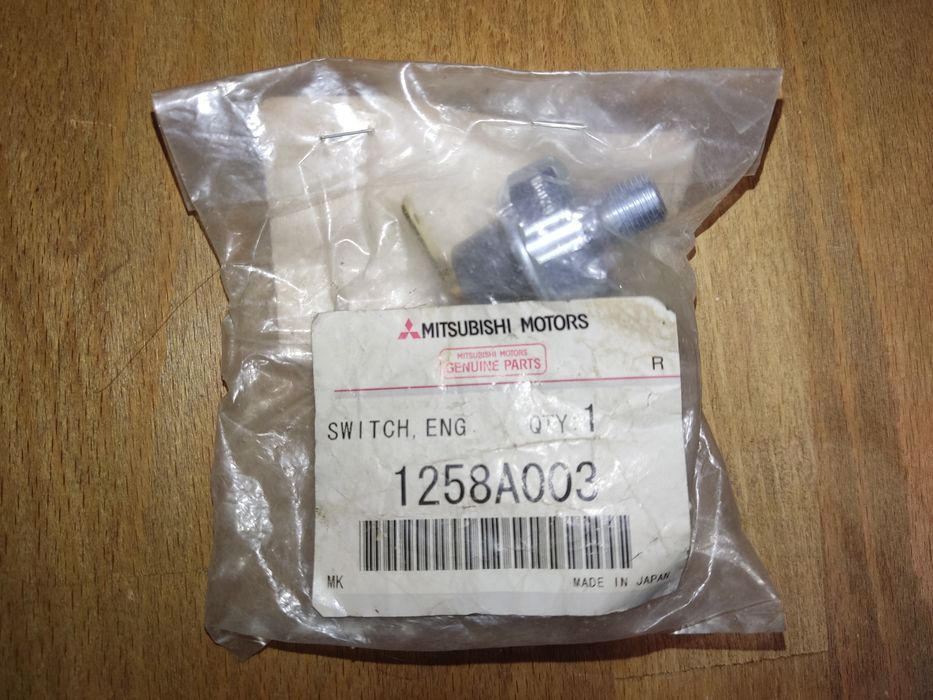 MITSUBISHI MOTORS
MITSUBISHI MOTORS
GENUINE PARTS
R
SWITCH, ENG QTY:1
1258A003
MK MADE IN JAPAN